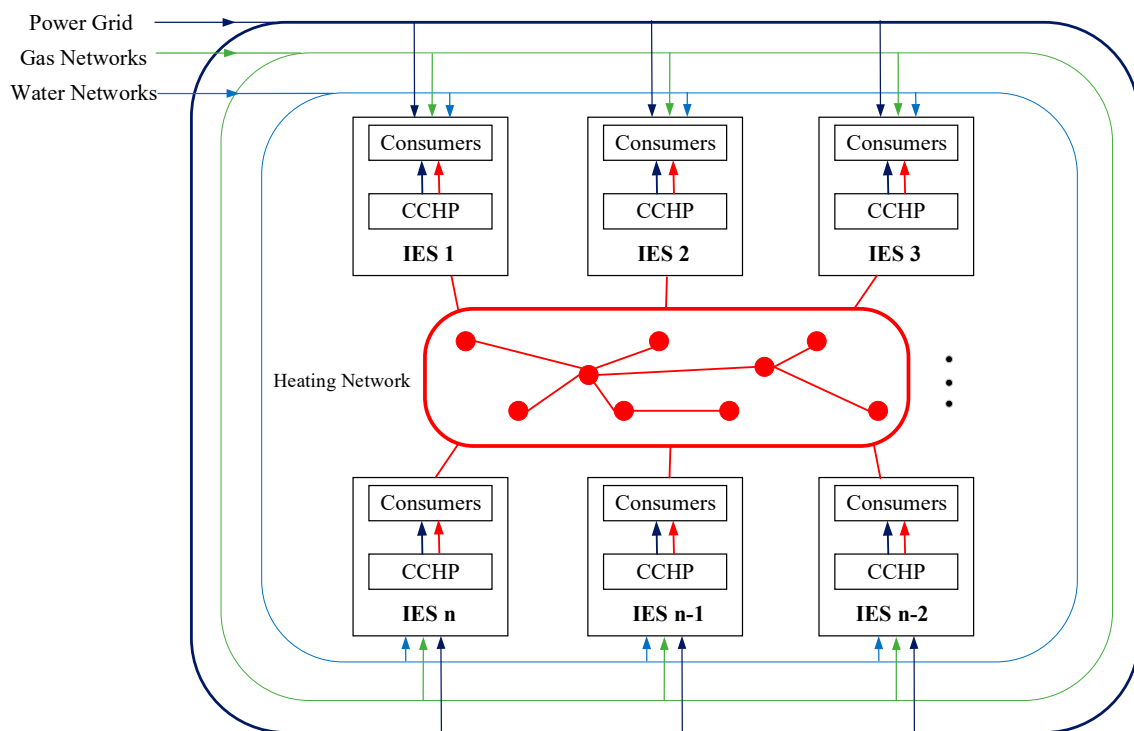 Power Grid
Gas Networks
Water Networks
Consumers
CCHP
IES 1
Consumers
CCHP
IES 2
Consumers
CCHP
IES 3
Heating Network
Consumers
CCHP
IES n
Consumers
CCHP
IES n-1
Consumers
CCHP
IES n-2